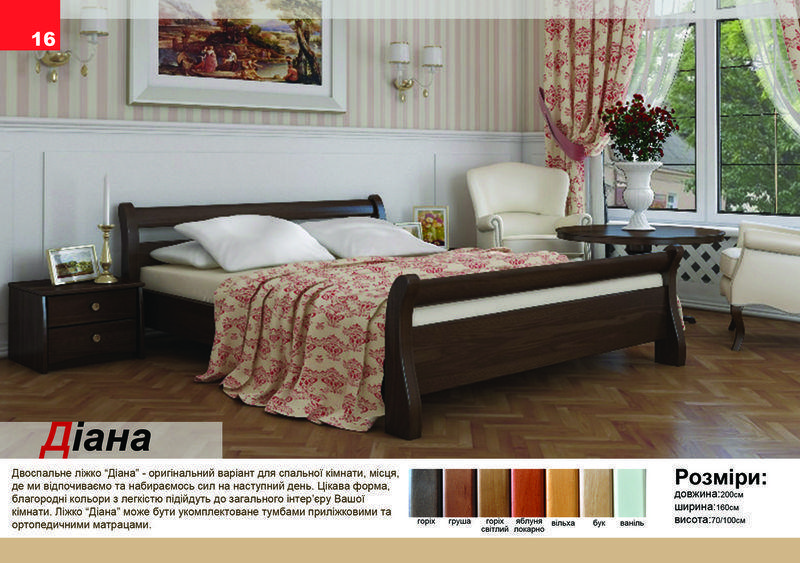 16
Діана
Двоспальне ліжко “Діана” - оригінальний варіант для спальної кімнати, місця,
де ми відпочиваємо та набираємось сил на наступний день. Цікава форма,
благородні кольори з легкістю підійдуть до загального інтер’єру Вашої
кімнати. Ліжко “Діана” може бути укомплектоване тумбами приліжковими та
ортопедичними матрацами.
горіх
груша
горіх
світлий
яблуня
локарно
вільха
бук
ваніль
Розміри:
довжина:200см
ширина:160см
висота:70/100см